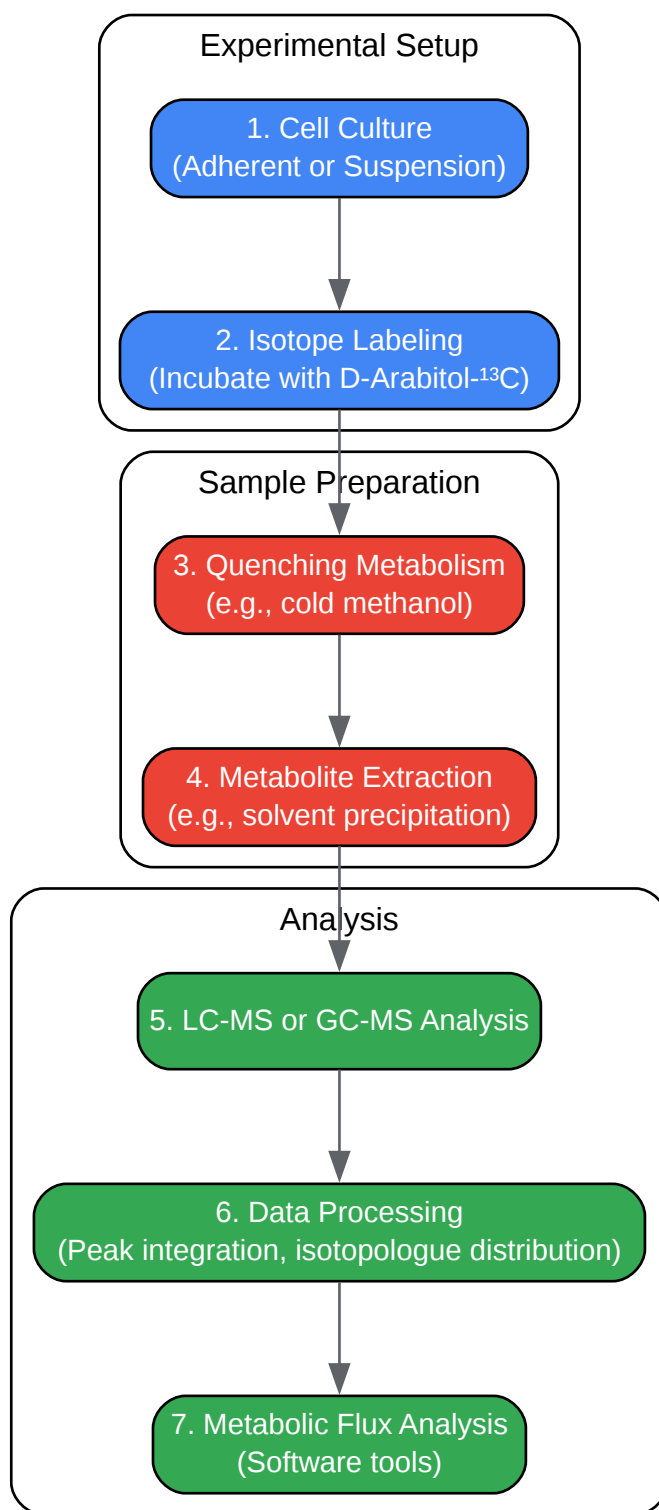 Experimental Setup
1. Cell Culture
(Adherent or Suspension)
2. Isotope Labeling
(Incubate with D-Arabitol-¹³C)
Sample Preparation
3. Quenching Metabolism
(e.g., cold methanol)
4. Metabolite Extraction
(e.g., solvent precipitation)
Analysis
5. LC-MS or GC-MS Analysis
6. Data Processing
(Peak integration, isotopologue distribution)
7. Metabolic Flux Analysis
(Software tools)